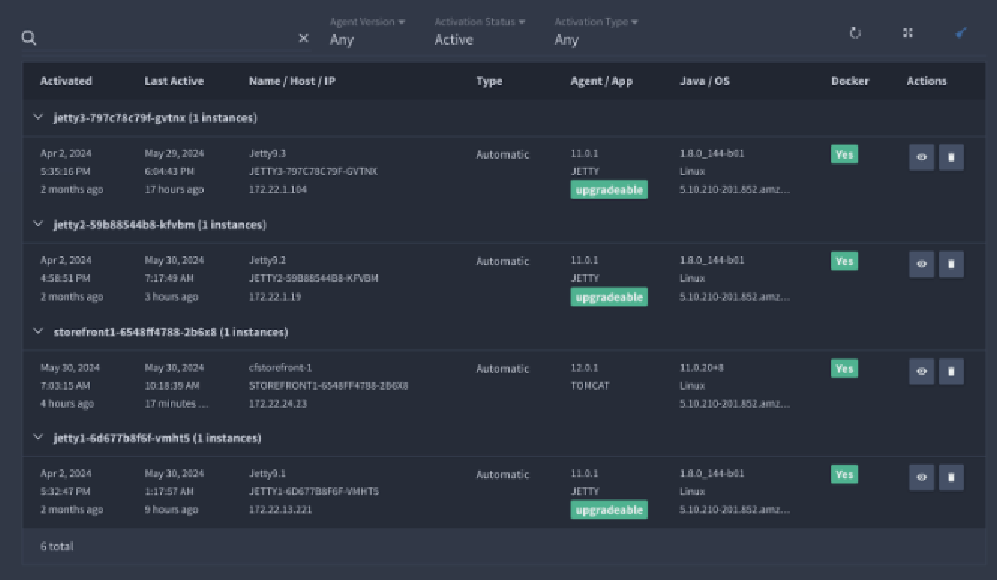 Agent Version Activation Status Activation Type
Any Active Any
Activated Last Active Name / Host / IP Type Agent / App Java / OS Docker Actions
jetty3-797c78c79f-gvtnx (1 instances)
Apr 2, 2024 May 29, 2024 Jetty9.3 Automatic 11.0.1 1.8.0_144-b01 Yes
5:35:16 PM 6:04:43 PM JETTY3-797C78C79F-GVTNX JETTY Linux
2 months ago 17 hours ago 172.22.1.104 upgradeable 5.10.210-201.852.amz...
jetty2-59b88544b8-kfvbm (1 instances)
Apr 2, 2024 May 30, 2024 Jetty9.2 Automatic 11.0.1 1.8.0_144-b01 Yes
4:58:51 PM 7:17:49 AM JETTY2-59B88544B8-KFVBM JETTY Linux
2 months ago 3 hours ago 172.22.1.19 upgradeable 5.10.210-201.852.amz...
storefront1-6548ff4788-2b6x8 (1 instances)
May 30, 2024 May 30, 2024 cfstorefront-1 Automatic 12.0.1 11.0.20+8 Yes
7:03:15 AM 10:18:39 AM STOREFRONT1-6548FF4788-2B6X8 TOMCAT Linux
4 hours ago 17 minutes ... 172.22.24.23 5.10.210-201.852.amz...
jetty1-6d677b8f6f-vmht5 (1 instances)
Apr 2, 2024 May 30, 2024 Jetty9.1 Automatic 11.0.1 1.8.0_144-b01 Yes
5:32:47 PM 1:17:57 AM JETTY1-6D677B8F6F-VMHT5 JETTY Linux
2 months ago 9 hours ago 172.22.13.221 upgradeable 5.10.210-201.852.amz...
6 total